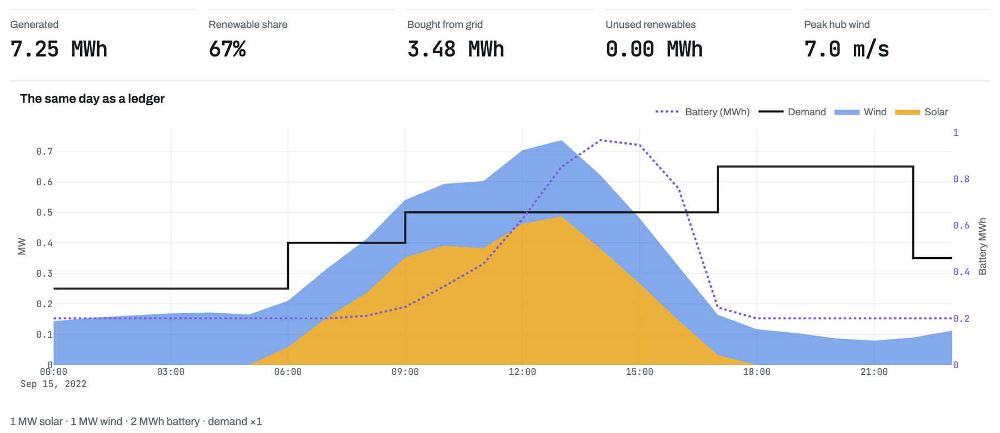 Generated
7.25 MWh
Renewable share
67%
Bought from grid
3.48 MWh
Unused renewables
0.00 MWh
Peak hub wind
7.0 m/s
The same day as a ledger
Battery (MWh)
Demand
Wind
Solar
MW
0.7
0.6
0.5
0.4
0.3
0.2
0.1
0
1
0.8
0.6
0.4
0.2
0
Battery MWh
00:00
03:00
06:00
09:00
12:00
15:00
18:00
21:00
Sep 15, 2022
1 MW solar · 1 MW wind · 2 MWh battery · demand ×1